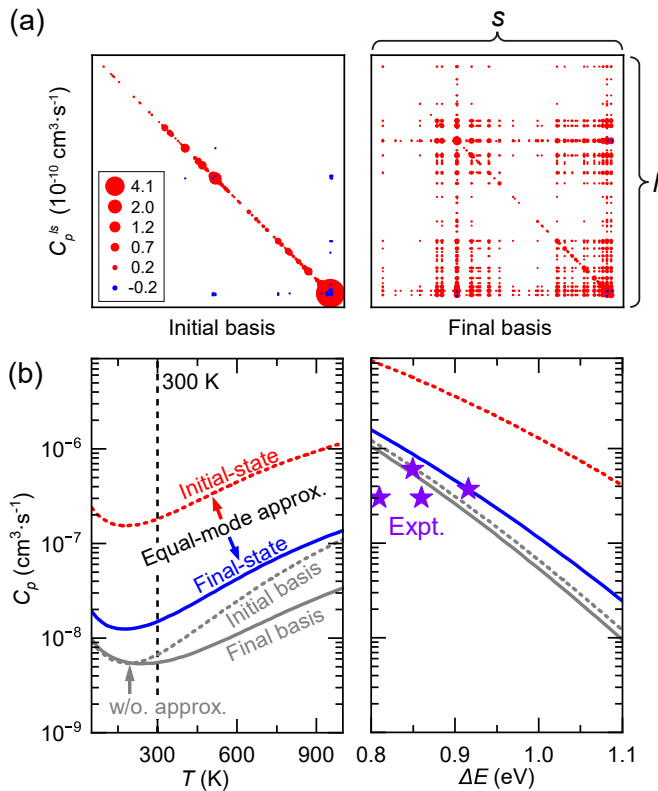 (a)
s
C_p^ls (10^-10 cm^3·s^-1)
4.1
2.0
1.2
0.7
0.2
-0.2
l
Initial basis
Final basis
(b)
300 K
10^-6
10^-7
10^-8
10^-9
C_p (cm^3·s^-1)
Initial-state
Equal-mode approx.
Final-state
Initial basis
Final basis
w/o. approx.
Expt.
300
600
900
T (K)
0.8
0.9
1.0
1.1
ΔE (eV)